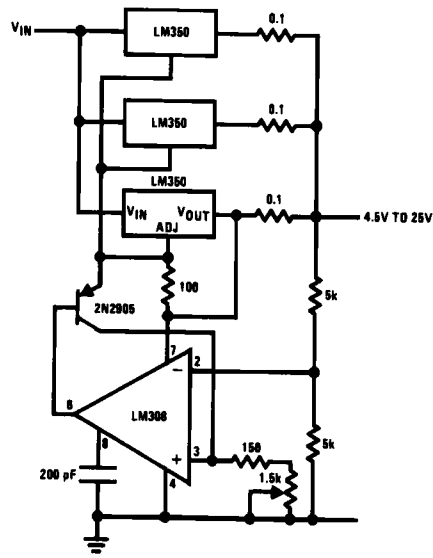 VIN
LM350
0.1
LM350
0.1
LM350
VIN
VOUT
ADJ
0.1
4.5V TO 25V
100
5k
2N2905
7
2
6
LM308
8
3
150
5k
1.5k
200 pF
4